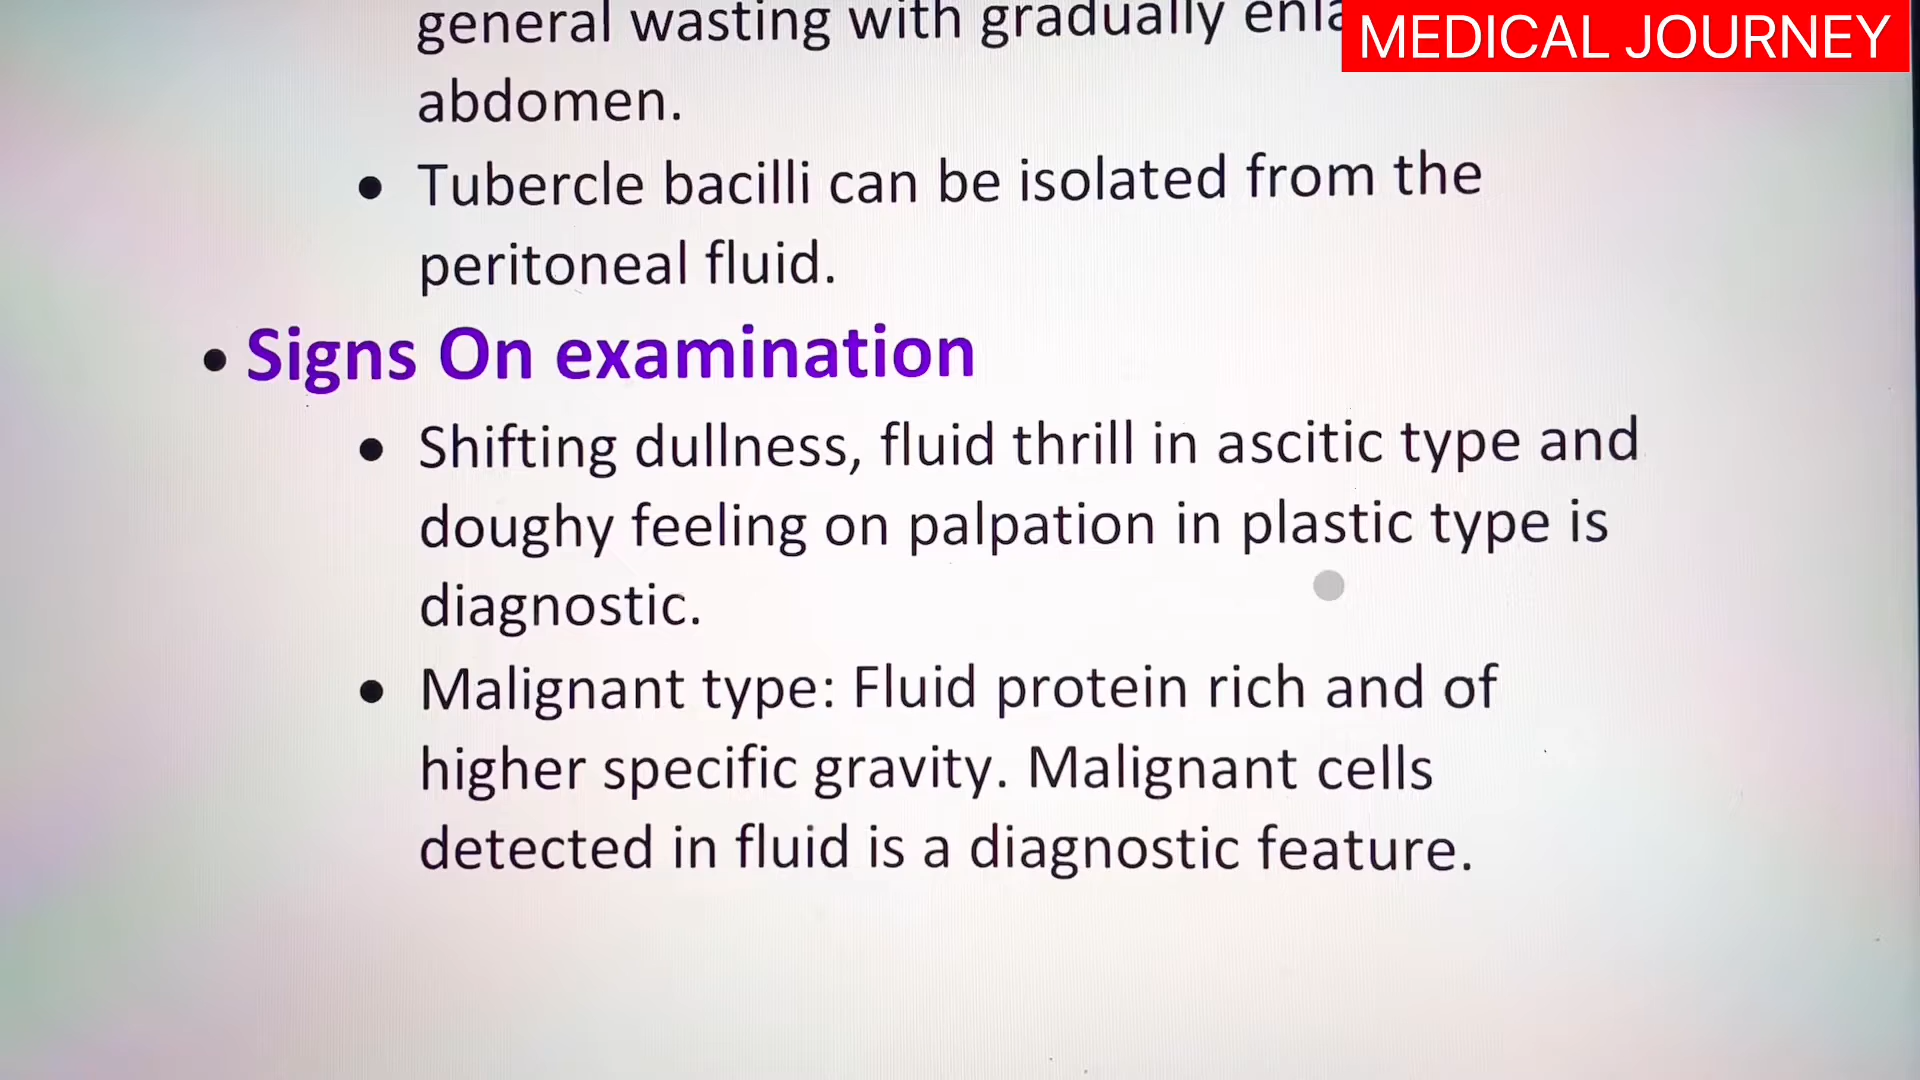 general wasting with gradually
MEDICAL JOURNEY
abdomen.
• Tubercle bacilli can be isolated from the
peritoneal fluid.
• Signs On examination
• Shifting dullness, fluid thrill in ascitic type and
doughy feeling on palpation in plastic type is
diagnostic.
• Malignant type: Fluid protein rich and of
higher specific gravity. Malignant cells
detected in fluid is a diagnostic feature.